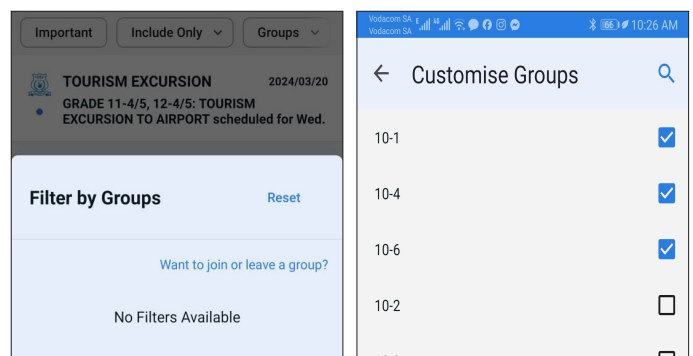 Important
Include Only
Groups
TOURISM EXCURSION
2024/03/20
GRADE 11-4/5, 12-4/5: TOURISM
EXCURSION TO AIRPORT scheduled for Wed.
Filter by Groups
Reset
Want to join or leave a group?
No Filters Available
Vodacom SA
Vodacom SA
E
4G
66
10:26 AM
Customise Groups
10-1
10-4
10-6
10-2